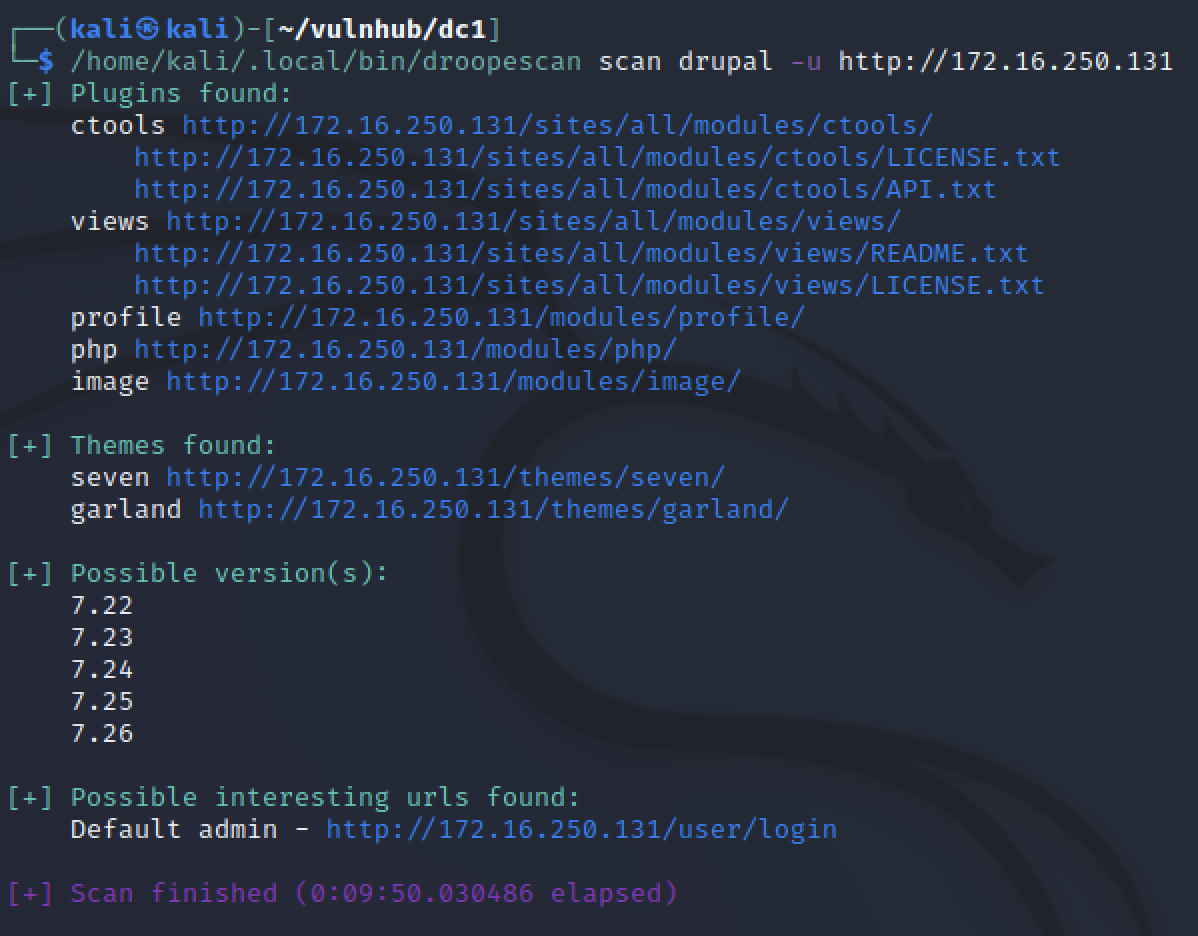 ┌──(kali㉿kali)-[~/vulnhub/dc1]
└─$ /home/kali/.local/bin/droopescan scan drupal -u http://172.16.250.131
[+] Plugins found:
    ctools http://172.16.250.131/sites/all/modules/ctools/
        http://172.16.250.131/sites/all/modules/ctools/LICENSE.txt
        http://172.16.250.131/sites/all/modules/ctools/API.txt
    views http://172.16.250.131/sites/all/modules/views/
        http://172.16.250.131/sites/all/modules/views/README.txt
        http://172.16.250.131/sites/all/modules/views/LICENSE.txt
    profile http://172.16.250.131/modules/profile/
    php http://172.16.250.131/modules/php/
    image http://172.16.250.131/modules/image/

[+] Themes found:
    seven http://172.16.250.131/themes/seven/
    garland http://172.16.250.131/themes/garland/

[+] Possible version(s):
    7.22
    7.23
    7.24
    7.25
    7.26

[+] Possible interesting urls found:
    Default admin - http://172.16.250.131/user/login

[+] Scan finished (0:09:50.030486 elapsed)